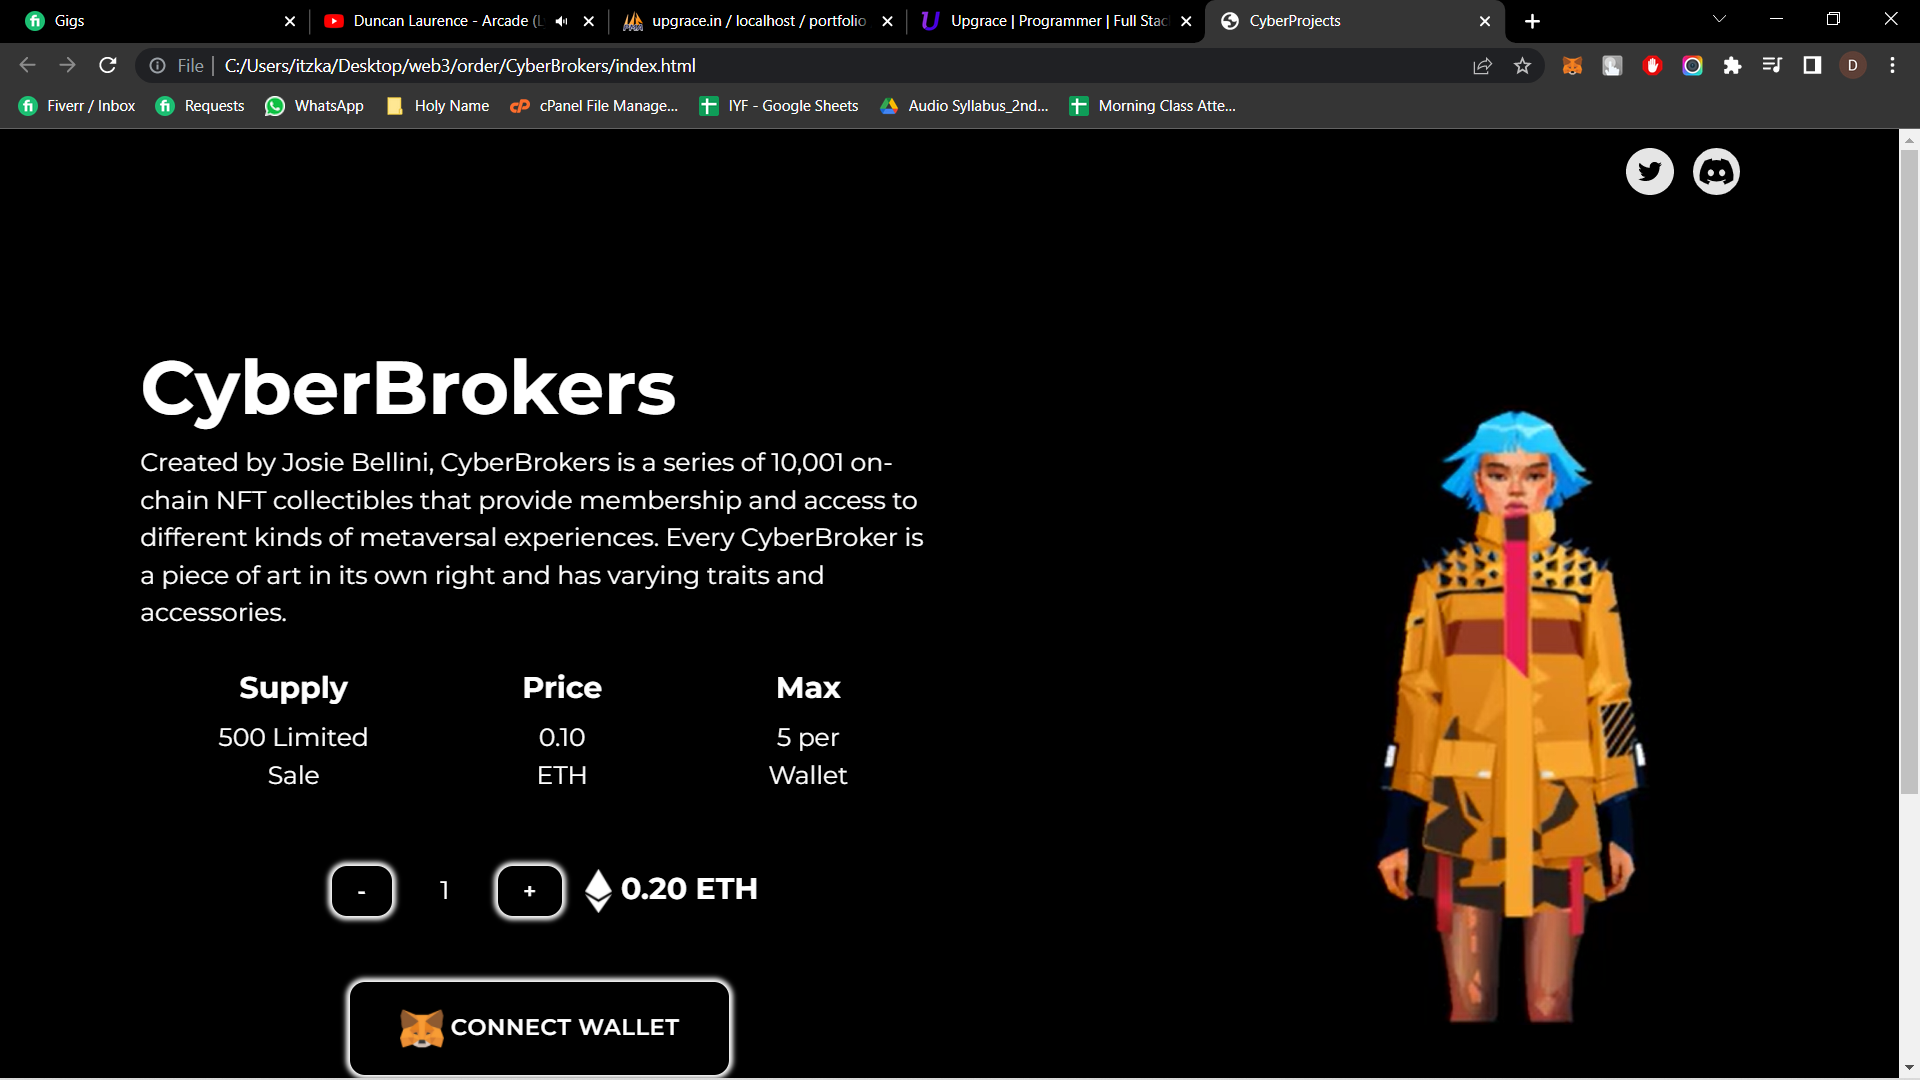 Gigs
Duncan Laurence - Arcade (L
upgrace.in / localhost / portfolio
Upgrace | Programmer | Full Stac
CyberProjects
File
C:/Users/itzka/Desktop/web3/order/CyberBrokers/index.html
D
Fiverr / Inbox
Requests
WhatsApp
Holy Name
cPanel File Manage...
IYF - Google Sheets
Audio Syllabus_2nd...
Morning Class Atte...
CyberBrokers
Created by Josie Bellini, CyberBrokers is a series of 10,001 on-
chain NFT collectibles that provide membership and access to
different kinds of metaversal experiences. Every CyberBroker is
a piece of art in its own right and has varying traits and
accessories.
Supply Price Max
500 Limited 0.10 5 per
Sale ETH Wallet
- 1 + 0.20 ETH
CONNECT WALLET